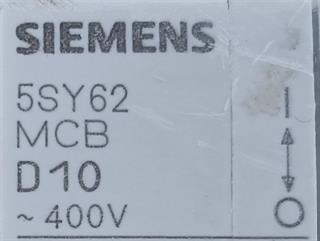 SIEMENS
5SY62
MCB
D10
~ 400V
I
O